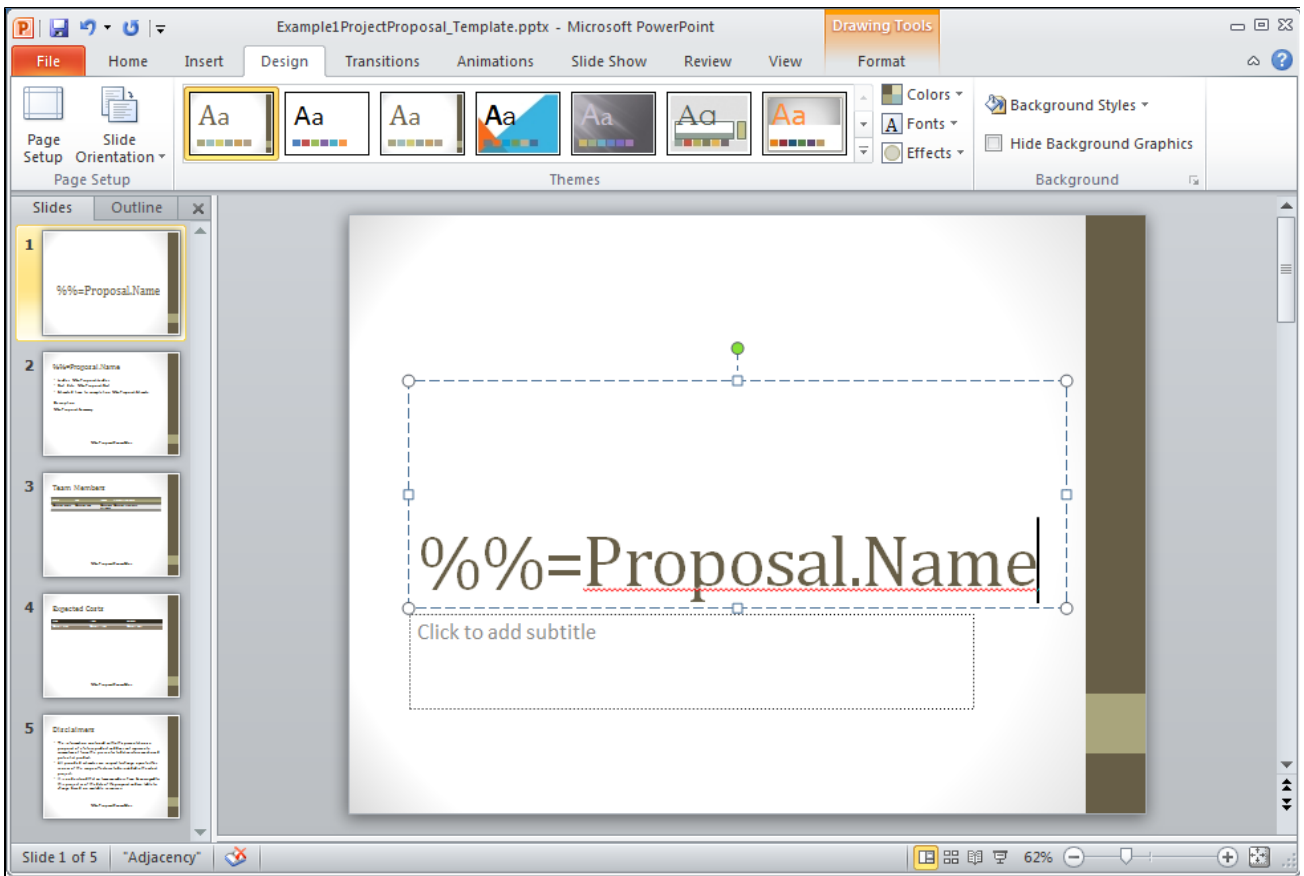 Example1ProjectProposal_Template.pptx - Microsoft PowerPoint
Drawing Tools
File Home Insert Design Transitions Animations Slide Show Review View Format
Aa Aa Aa Aa Aa Aa Aa
Colors
Fonts
Effects
Background Styles
Hide Background Graphics
Page Setup
Slide Orientation
Page Setup
Themes
Background
Slides Outline
1
%%=Proposal.Name
2
%%=Proposal.Name
3
Team Members
4
Expected Costs
5
Disclaimers
%%=Proposal.Name
Click to add subtitle
Slide 1 of 5 "Adjacency" 62%